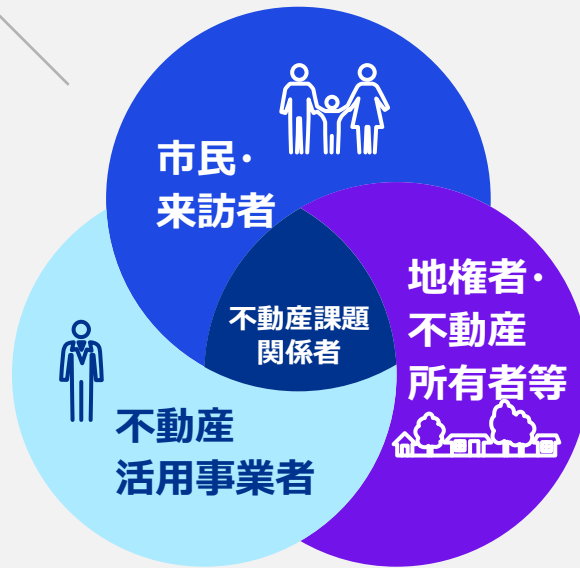 市民・
来訪者
地権者・
不動産
所有者等
不動産課題
関係者
不動産
活用事業者